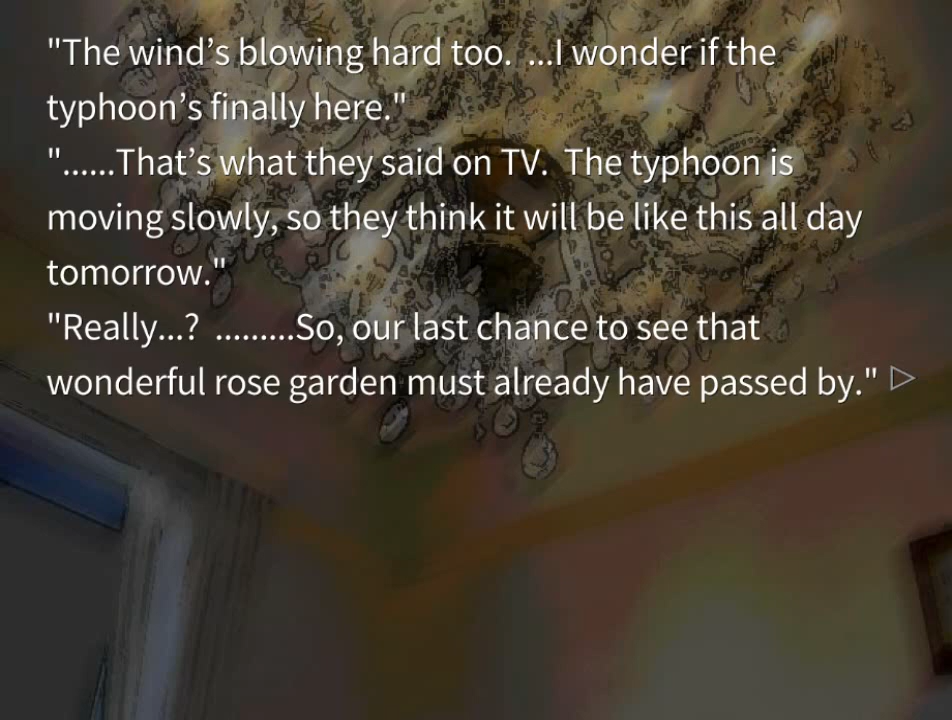 "The wind’s blowing hard too.  ...I wonder if the
typhoon’s finally here."
"......That’s what they said on TV.  The typhoon is
moving slowly, so they think it will be like this all day
tomorrow."
"Really...?  .........So, our last chance to see that
wonderful rose garden must already have passed by."